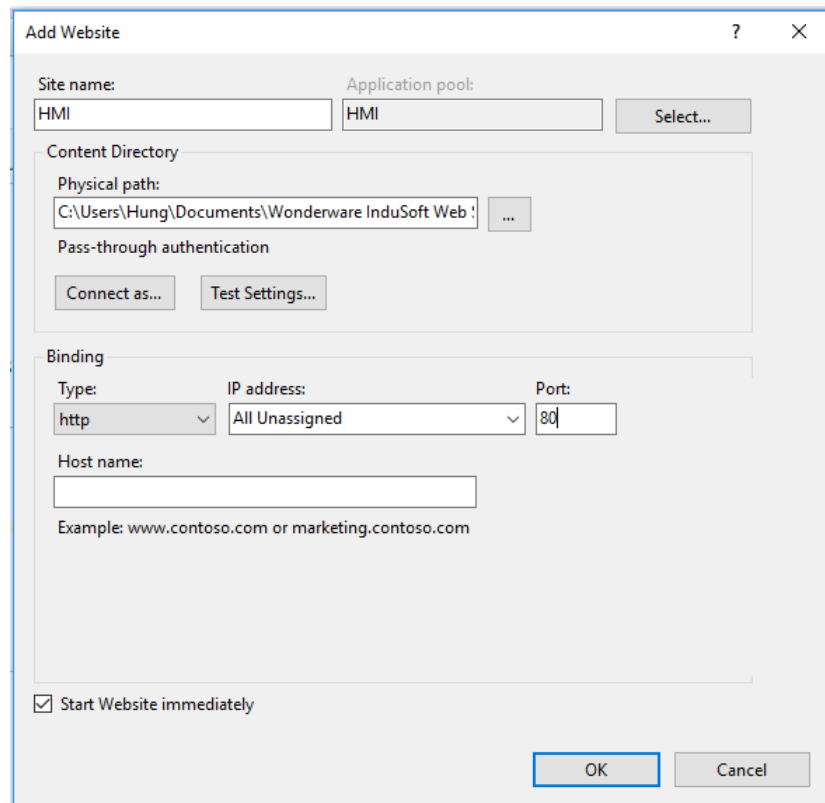 Add Website
Site name: Application pool:
HMI HMI Select...
Content Directory
Physical path:
C:\Users\Hung\Documents\Wonderware InduSoft Web ...
Pass-through authentication
Connect as... Test Settings...
Binding
Type: IP address: Port:
http All Unassigned 80
Host name:
Example: www.contoso.com or marketing.contoso.com
Start Website immediately
OK Cancel